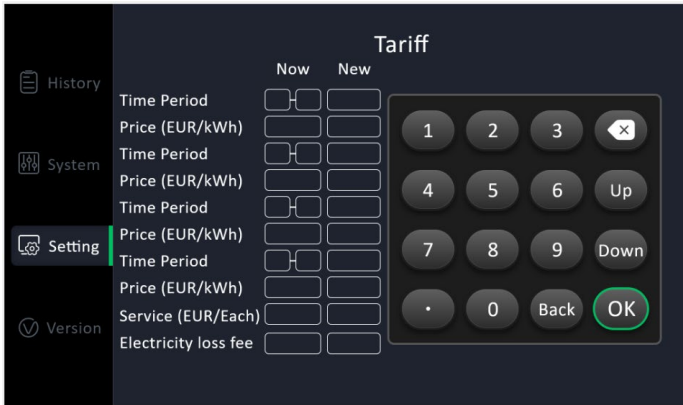 Tariff
Now New
History
System
Setting
Version
Time Period -
Price (EUR/kWh)
Time Period -
Price (EUR/kWh)
Time Period -
Price (EUR/kWh)
Time Period -
Price (EUR/kWh)
Service (EUR/Each)
Electricity loss fee
1 2 3 ×
4 5 6 Up
7 8 9 Down
. 0 Back OK